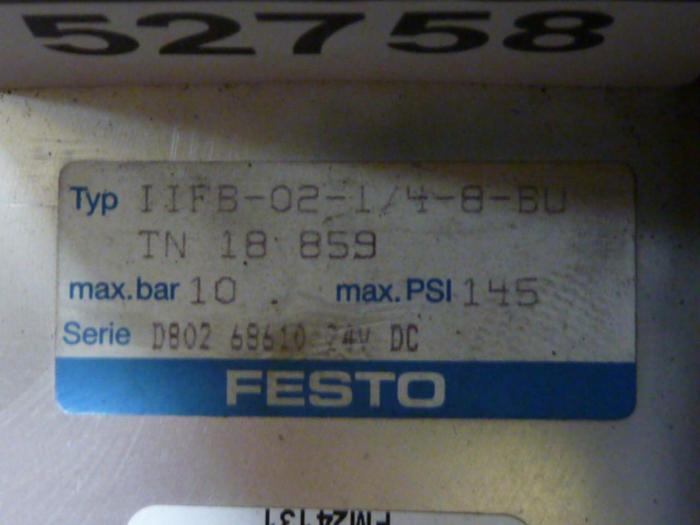 52758
Typ IIFB-02-1/4-8-BU
TN 18 859
max.bar 10 . max.PSI 145
Serie D802 68610 24V DC
FESTO